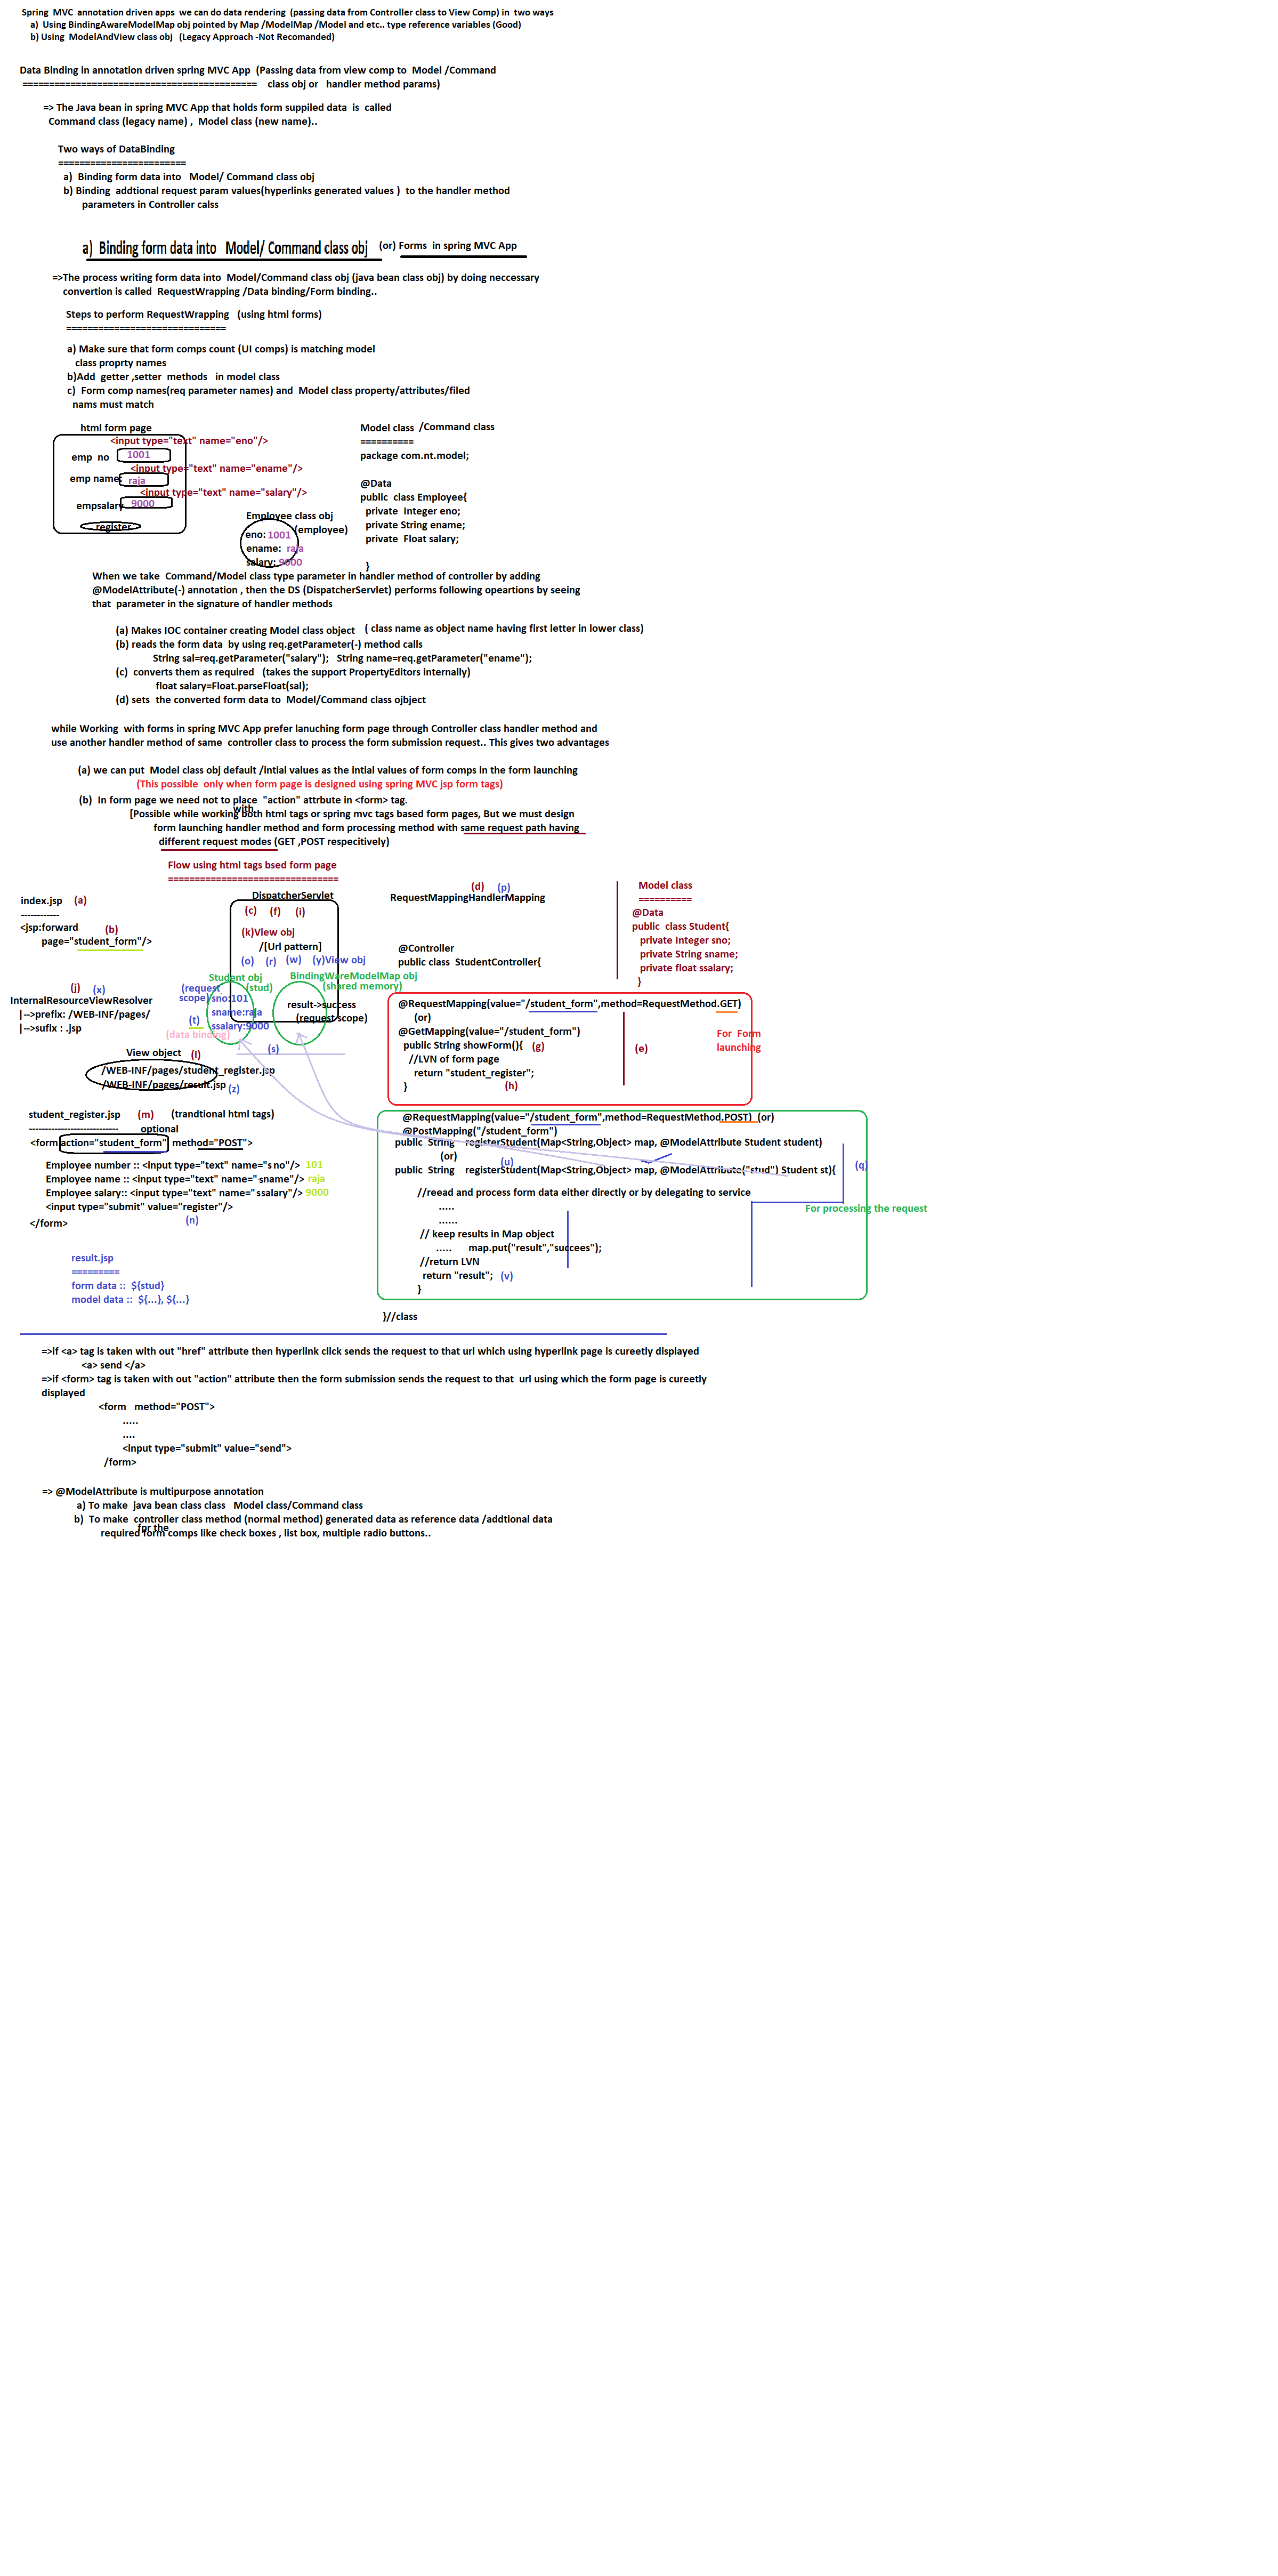 Spring  MVC  annotation driven apps  we can do data rendering  (passing data from Controller class to View Comp) in  two ways
a)  Using BindingAwareModelMap obj pointed by Map /ModelMap /Model and etc.. type reference variables (Good)
b) Using  ModelAndView class obj   (Legacy Approach -Not Recomanded)
Data Binding in annotation driven spring MVC App  (Passing data from view comp to  Model /Command
============================================    class obj or   handler method params)
=> The Java bean in spring MVC App that holds form suppiled data  is  called
Command class (legacy name) ,  Model class (new name)..
Two ways of DataBinding
========================
a)  Binding form data into   Model/ Command class obj
b) Binding  addtional request param values(hyperlinks generated values )  to the handler method
parameters in Controller calss
a)  Binding form data into   Model/ Command class obj   (or) Forms  in spring MVC App
=>The process writing form data into  Model/Command class obj (java bean class obj) by doing neccessary
convertion is called  RequestWrapping /Data binding/Form binding..
Steps to perform RequestWrapping   (using html forms)
==============================
a) Make sure that form comps count (UI comps) is matching model
class proprty names
b)Add  getter ,setter  methods   in model class
c)  Form comp names(req parameter names) and  Model class property/attributes/filed
nams must match
html form page
<input type="text" name="eno"/>
emp  no   1001
<input type="text" name="ename"/>
emp name:  raja
<input type="text" name="salary"/>
empsalary  9000
register
Employee class obj
(employee)
eno: 1001
ename:  raja
salary: 9000
Model class  /Command class
==========
package com.nt.model;
@Data
public  class Employee{
private  Integer eno;
private String ename;
private  Float salary;
}
When we take  Command/Model class type parameter in handler method of controller by adding
@ModelAttribute(-) annotation , then the DS (DispatcherServlet) performs following opeartions by seeing
that  parameter in the signature of handler methods
(a) Makes IOC container creating Model class object    ( class name as object name having first letter in lower class)
(b) reads the form data  by using req.getParameter(-) method calls
String sal=req.getParameter("salary");   String name=req.getParameter("ename");
(c)  converts them as required   (takes the support PropertyEditors internally)
float salary=Float.parseFloat(sal);
(d) sets  the converted form data to  Model/Command class ojbject
while Working  with forms in spring MVC App prefer lanuching form page through Controller class handler method and
use another handler method of same  controller class to process the form submission request.. This gives two advantages
(a) we can put  Model class obj default /intial values as the intial values of form comps in the form launching
(This possible  only when form page is designed using spring MVC jsp form tags)
(b)  In form page we need not to place  "action" attrbute in <form> tag.
with
[Possible while working both html tags or spring mvc tags based form pages, But we must design
form launching handler method and form processing method with same request path having
different request modes (GET ,POST respecitively)
Flow using html tags bsed form page
================================
index.jsp    (a)
------------
<jsp:forward    (b)
page="student_form"/>
DispatcherServlet
(c)    (f)    (i)
(k)View obj
/[Url pattern]
(o)    (r)   (w)    (y)View obj
Student obj
(request    (stud)
scope) sno:101
sname:raja
(t)    ssalary:9000
(data binding)
(s)
BindingWareModelMap obj
(shared memory)
result->success
(request scope)
(d)    (p)
RequestMappingHandlerMapping
Model class
==========
@Data
public  class Student{
private Integer sno;
private String sname;
private float ssalary;
}
(j)    (x)
InternalResourceViewResolver
|-->prefix: /WEB-INF/pages/
|-->sufix : .jsp
View object   (l)
/WEB-INF/pages/student_register.jsp
/WEB-INF/pages/result.jsp (z)
@Controller
public class  StudentController{
@RequestMapping(value="/student_form",method=RequestMethod.GET)
(or)
@GetMapping(value="/student_form")
public String showForm(){   (g)
//LVN of form page
return "student_register";
}    (h)
(e)
For  Form
launching
student_register.jsp    (m)    (trandtional html tags)
----------------------------    optional
<form action="student_form"  method="POST">
Employee number :: <input type="text" name="sno"/>  101
Employee name :: <input type="text" name="sname"/> raja
Employee salary:: <input type="text" name="ssalary"/> 9000
<input type="submit" value="register"/>
</form>    (n)
result.jsp
=========
form data ::  ${stud}
model data ::  ${...}, ${...}
@RequestMapping(value="/student_form",method=RequestMethod.POST)  (or)
@PostMapping("/student_form")
public  String    registerStudent(Map<String,Object> map, @ModelAttribute Student student)
(or)
(u)
public  String    registerStudent(Map<String,Object> map, @ModelAttribute("stud") Student st){
(q)
//reead and process form data either directly or by delegating to service
.....
......
// keep results in Map object
.....      map.put("result","succees");
//return LVN
return "result";   (v)
}
For processing the request
}//class
=>if <a> tag is taken with out "href" attribute then hyperlink click sends the request to that url which using hyperlink page is cureetly displayed
<a> send </a>
=>if <form> tag is taken with out "action" attribute then the form submission sends the request to that  url using which the form page is cureetly
displayed
<form   method="POST">
.....
....
<input type="submit" value="send">
/form>
=> @ModelAttribute is multipurpose annotation
a) To make  java bean class class   Model class/Command class
b)  To make  controller class method (normal method) generated data as reference data /addtional data
for the
required form comps like check boxes , list box, multiple radio buttons..